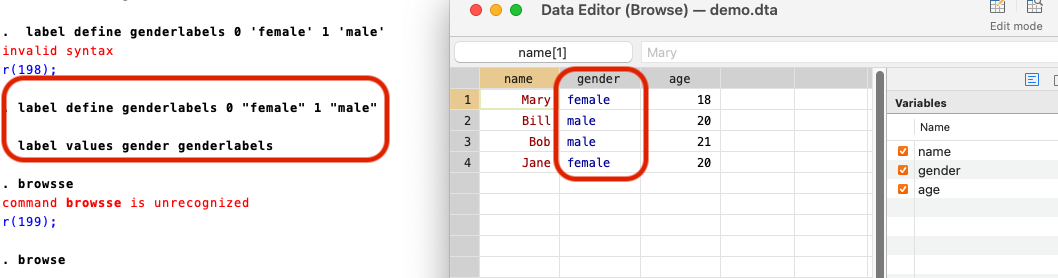 .  label define genderlabels 0 'female' 1 'male'
invalid syntax
r(198);
. label define genderlabels 0 "female" 1 "male"
label values gender genderlabels
. browsse
command browsse is unrecognized
r(199);
. browse
Data Editor (Browse) — demo.dta
Edit mode
name[1] Mary
name gender age
1 Mary female 18
2 Bill male 20
3 Bob male 21
4 Jane female 20
Variables
Name
name
gender
age